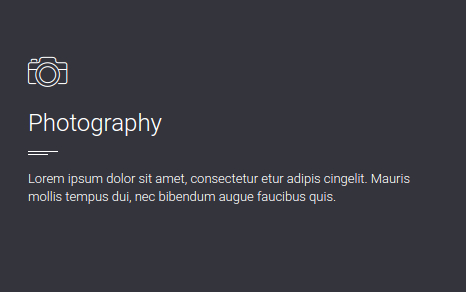 Photography
Lorem ipsum dolor sit amet, consectetur etur adipis cingelit. Mauris
mollis tempus dui, nec bibendum augue faucibus quis.